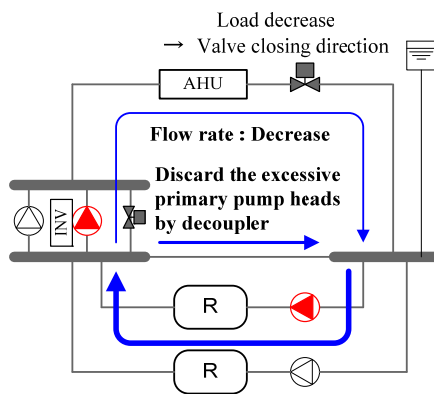 Load decrease
→ Valve closing direction
AHU
Flow rate : Decrease
Discard the excessive
primary pump heads
by decoupler
INV
R
R